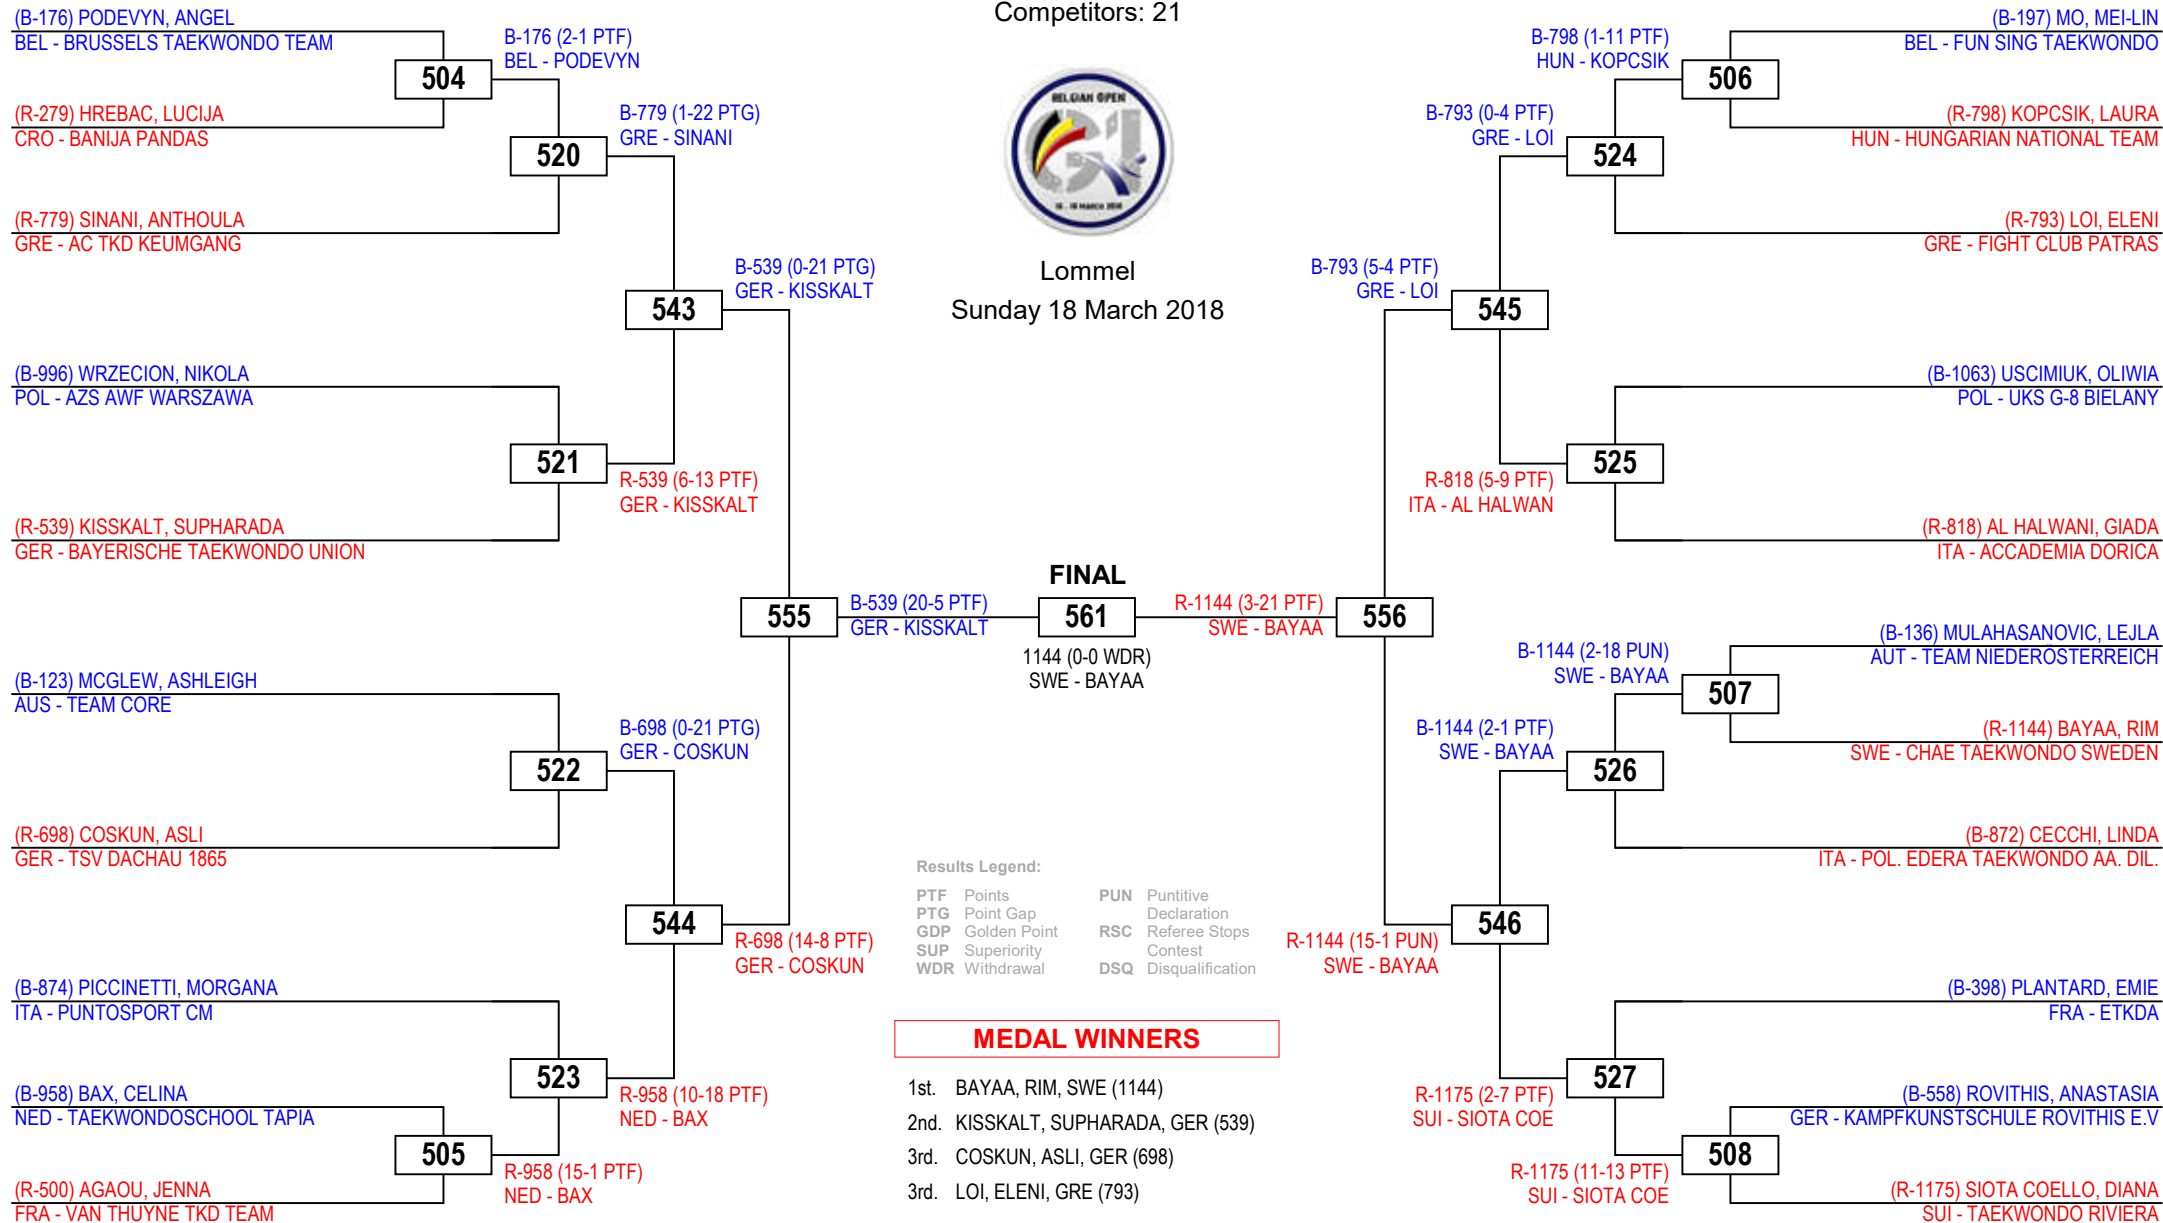 Competitors: 21
BELGIAN OPEN
Lommel
Sunday 18 March 2018
(B-176) PODEVYN, ANGEL
BEL - BRUSSELS TAEKWONDO TEAM
504
(R-279) HREBAC, LUCIJA
CRO - BANIJA PANDAS
B-176 (2-1 PTF)
BEL - PODEVYN
520
(R-779) SINANI, ANTHOULA
GRE - AC TKD KEUMGANG
B-779 (1-22 PTG)
GRE - SINANI
543
B-539 (0-21 PTG)
GER - KISSKALT
(B-996) WRZECION, NIKOLA
POL - AZS AWF WARSZAWA
521
R-539 (6-13 PTF)
GER - KISSKALT
(R-539) KISSKALT, SUPHARADA
GER - BAYERISCHE TAEKWONDO UNION
555
B-539 (20-5 PTF)
GER - KISSKALT
(B-123) MCGLEW, ASHLEIGH
AUS - TEAM CORE
522
B-698 (0-21 PTG)
GER - COSKUN
(R-698) COSKUN, ASLI
GER - TSV DACHAU 1865
544
R-698 (14-8 PTF)
GER - COSKUN
(B-874) PICCINETTI, MORGANA
ITA - PUNTOSPORT CM
523
R-958 (10-18 PTF)
NED - BAX
(B-958) BAX, CELINA
NED - TAEKWONDOSCHOOL TAPIA
505
R-958 (15-1 PTF)
NED - BAX
(R-500) AGAOU, JENNA
FRA - VAN THUYNE TKD TEAM
FINAL
561
1144 (0-0 WDR)
SWE - BAYAA
(B-197) MO, MEI-LIN
BEL - FUN SING TAEKWONDO
506
B-798 (1-11 PTF)
HUN - KOPCSIK
(R-798) KOPCSIK, LAURA
HUN - HUNGARIAN NATIONAL TEAM
B-793 (0-4 PTF)
GRE - LOI
524
(R-793) LOI, ELENI
GRE - FIGHT CLUB PATRAS
B-793 (5-4 PTF)
GRE - LOI
545
(B-1063) USCIMIUK, OLIWIA
POL - UKS G-8 BIELANY
525
R-818 (5-9 PTF)
ITA - AL HALWAN
(R-818) AL HALWANI, GIADA
ITA - ACCADEMIA DORICA
R-1144 (3-21 PTF)
SWE - BAYAA
556
(B-136) MULAHASANOVIC, LEJLA
AUT - TEAM NIEDERÖSTERREICH
B-1144 (2-18 PUN)
SWE - BAYAA
507
(R-1144) BAYAA, RIM
SWE - CHAE TAEKWONDO SWEDEN
B-1144 (2-1 PTF)
SWE - BAYAA
526
(B-872) CECCHI, LINDA
ITA - POL. EDERA TAEKWONDO AA. DIL.
546
R-1144 (15-1 PUN)
SWE - BAYAA
(B-398) PLANTARD, EMIE
FRA - ETKDA
527
R-1175 (2-7 PTF)
SUI - SIOTA COE
(B-558) ROVITHIS, ANASTASIA
GER - KAMPFKUNSTSCHULE ROVITHIS E.V
508
R-1175 (11-13 PTF)
SUI - SIOTA COE
(R-1175) SIOTA COELLO, DIANA
SUI - TAEKWONDO RIVIERA
Results Legend:
PTF Points
PTG Point Gap
GDP Golden Point
SUP Superiority
WDR Withdrawal
PUN Puntitive
Declaration
RSC Referee Stops
Contest
DSQ Disqualification
MEDAL WINNERS
1st. BAYAA, RIM, SWE (1144)
2nd. KISSKALT, SUPHARADA, GER (539)
3rd. COSKUN, ASLI, GER (698)
3rd. LOI, ELENI, GRE (793)